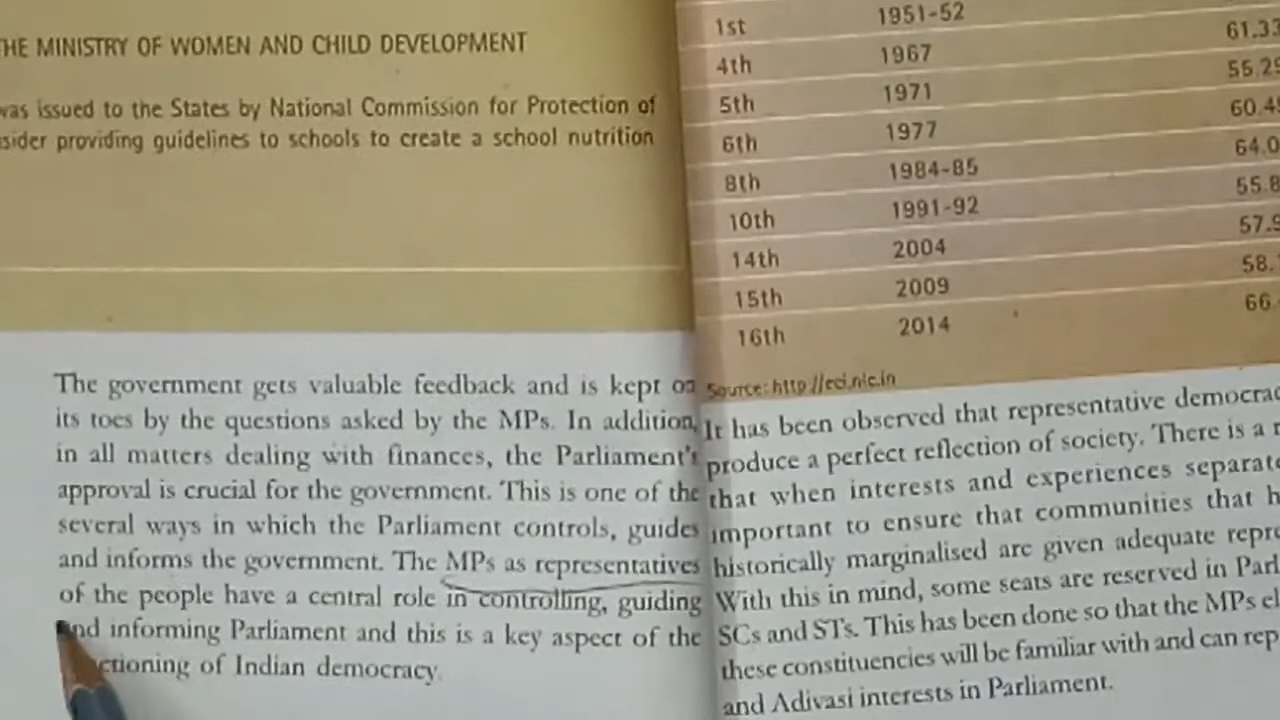 THE MINISTRY OF WOMEN AND CHILD DEVELOPMENT
was issued to the States by National Commission for Protection of
sider providing guidelines to schools to create a school nutrition
The government gets valuable feedback and is kept on
its toes by the questions asked by the MPs. In addition,
in all matters dealing with finances, the Parliament's
approval is crucial for the government. This is one of the
several ways in which the Parliament controls, guides
and informs the government. The MPs as representatives
of the people have a central role in controlling, guiding
and informing Parliament and this is a key aspect of the
ctioning of Indian democracy.
1st 1951-52
4th 1967 61.33
5th 1971 55.29
6th 1977 60.4
8th 1984-85 64.0
10th 1991-92 55.8
14th 2004 57.9
15th 2009 58.
16th 2014 66.
Source: http://eci.nic.in
It has been observed that representative democrac
produce a perfect reflection of society. There is a r
that when interests and experiences separate
important to ensure that communities that h
historically marginalised are given adequate repre
With this in mind, some seats are reserved in Parl
SCs and STs. This has been done so that the MPs el
these constituencies will be familiar with and can rep
and Adivasi interests in Parliament.